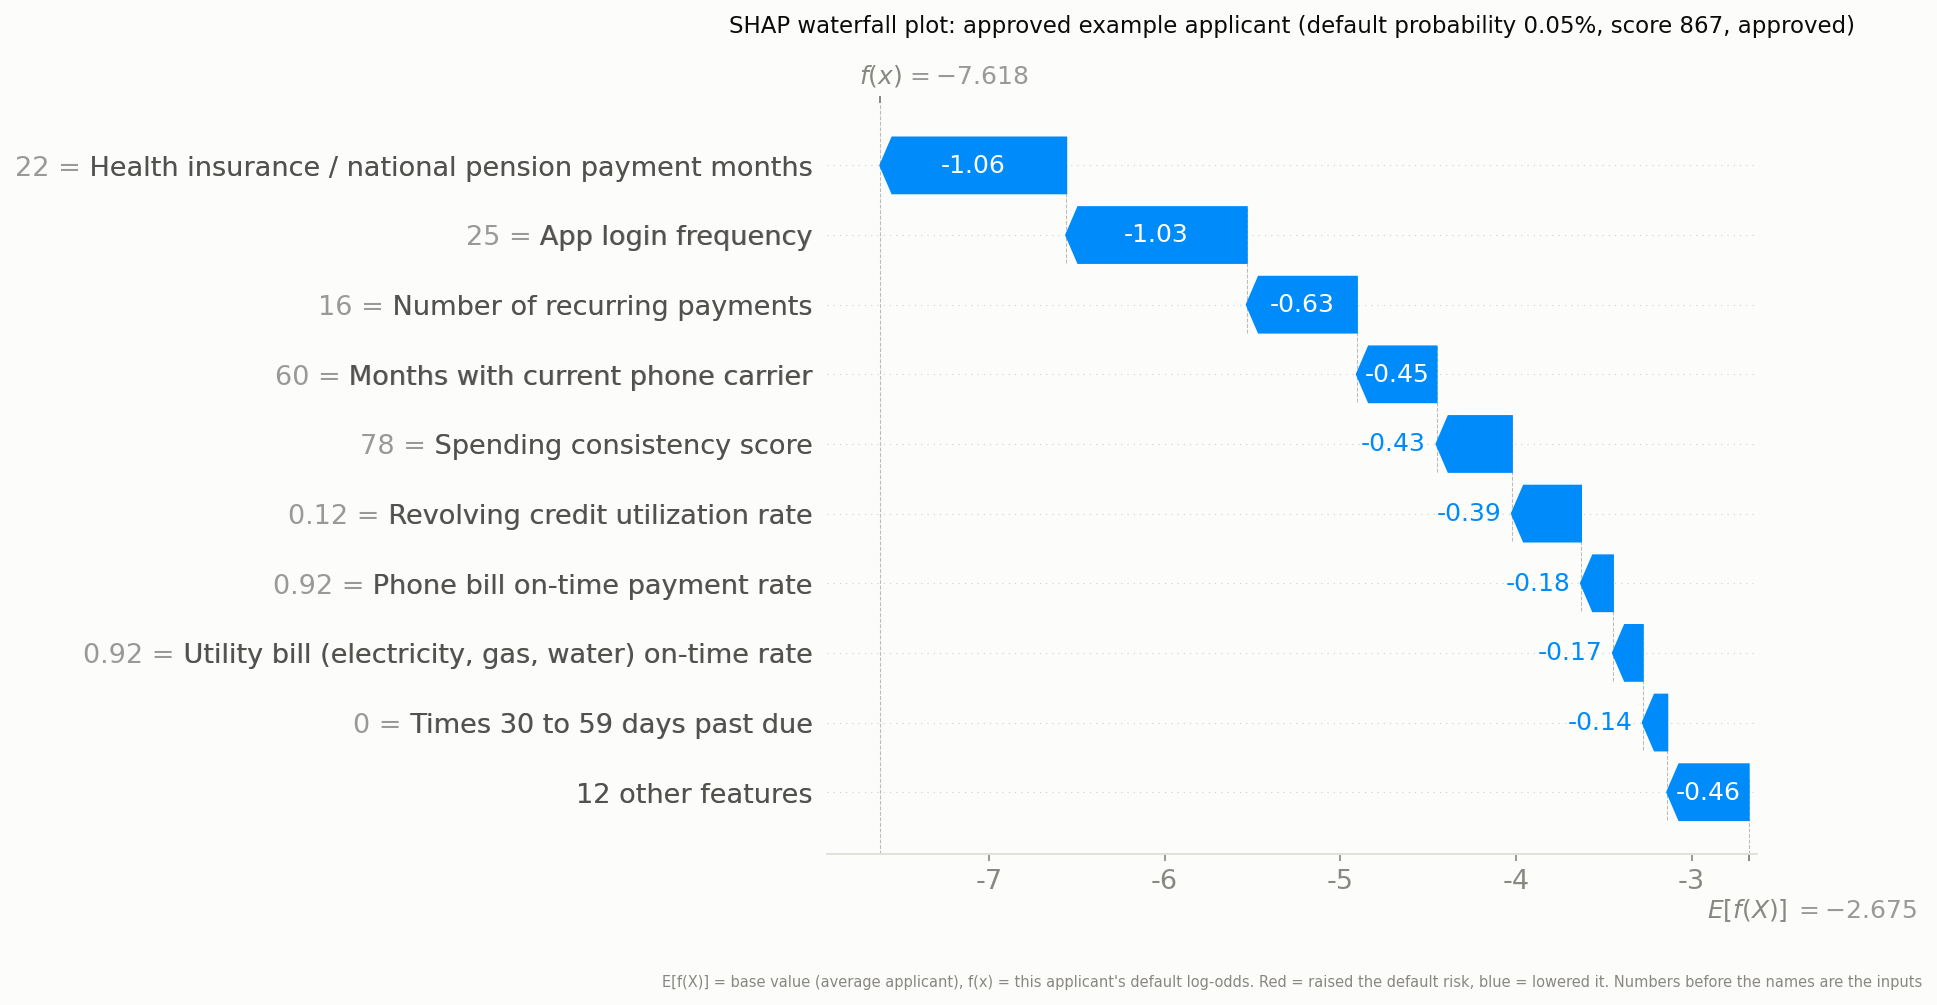 SHAP waterfall plot: approved example applicant (default probability 0.05%, score 867, approved)
f(x) = −7.618
22 = Health insurance / national pension payment months
-1.06
25 = App login frequency
-1.03
16 = Number of recurring payments
-0.63
60 = Months with current phone carrier
-0.45
78 = Spending consistency score
-0.43
0.12 = Revolving credit utilization rate
-0.39
0.92 = Phone bill on-time payment rate
-0.18
0.92 = Utility bill (electricity, gas, water) on-time rate
-0.17
0 = Times 30 to 59 days past due
-0.14
12 other features
-0.46
-7 -6 -5 -4 -3
E[f(X)] = −2.675
E[f(X)] = base value (average applicant), f(x) = this applicant's default log-odds. Red = raised the default risk, blue = lowered it. Numbers before the names are the inputs